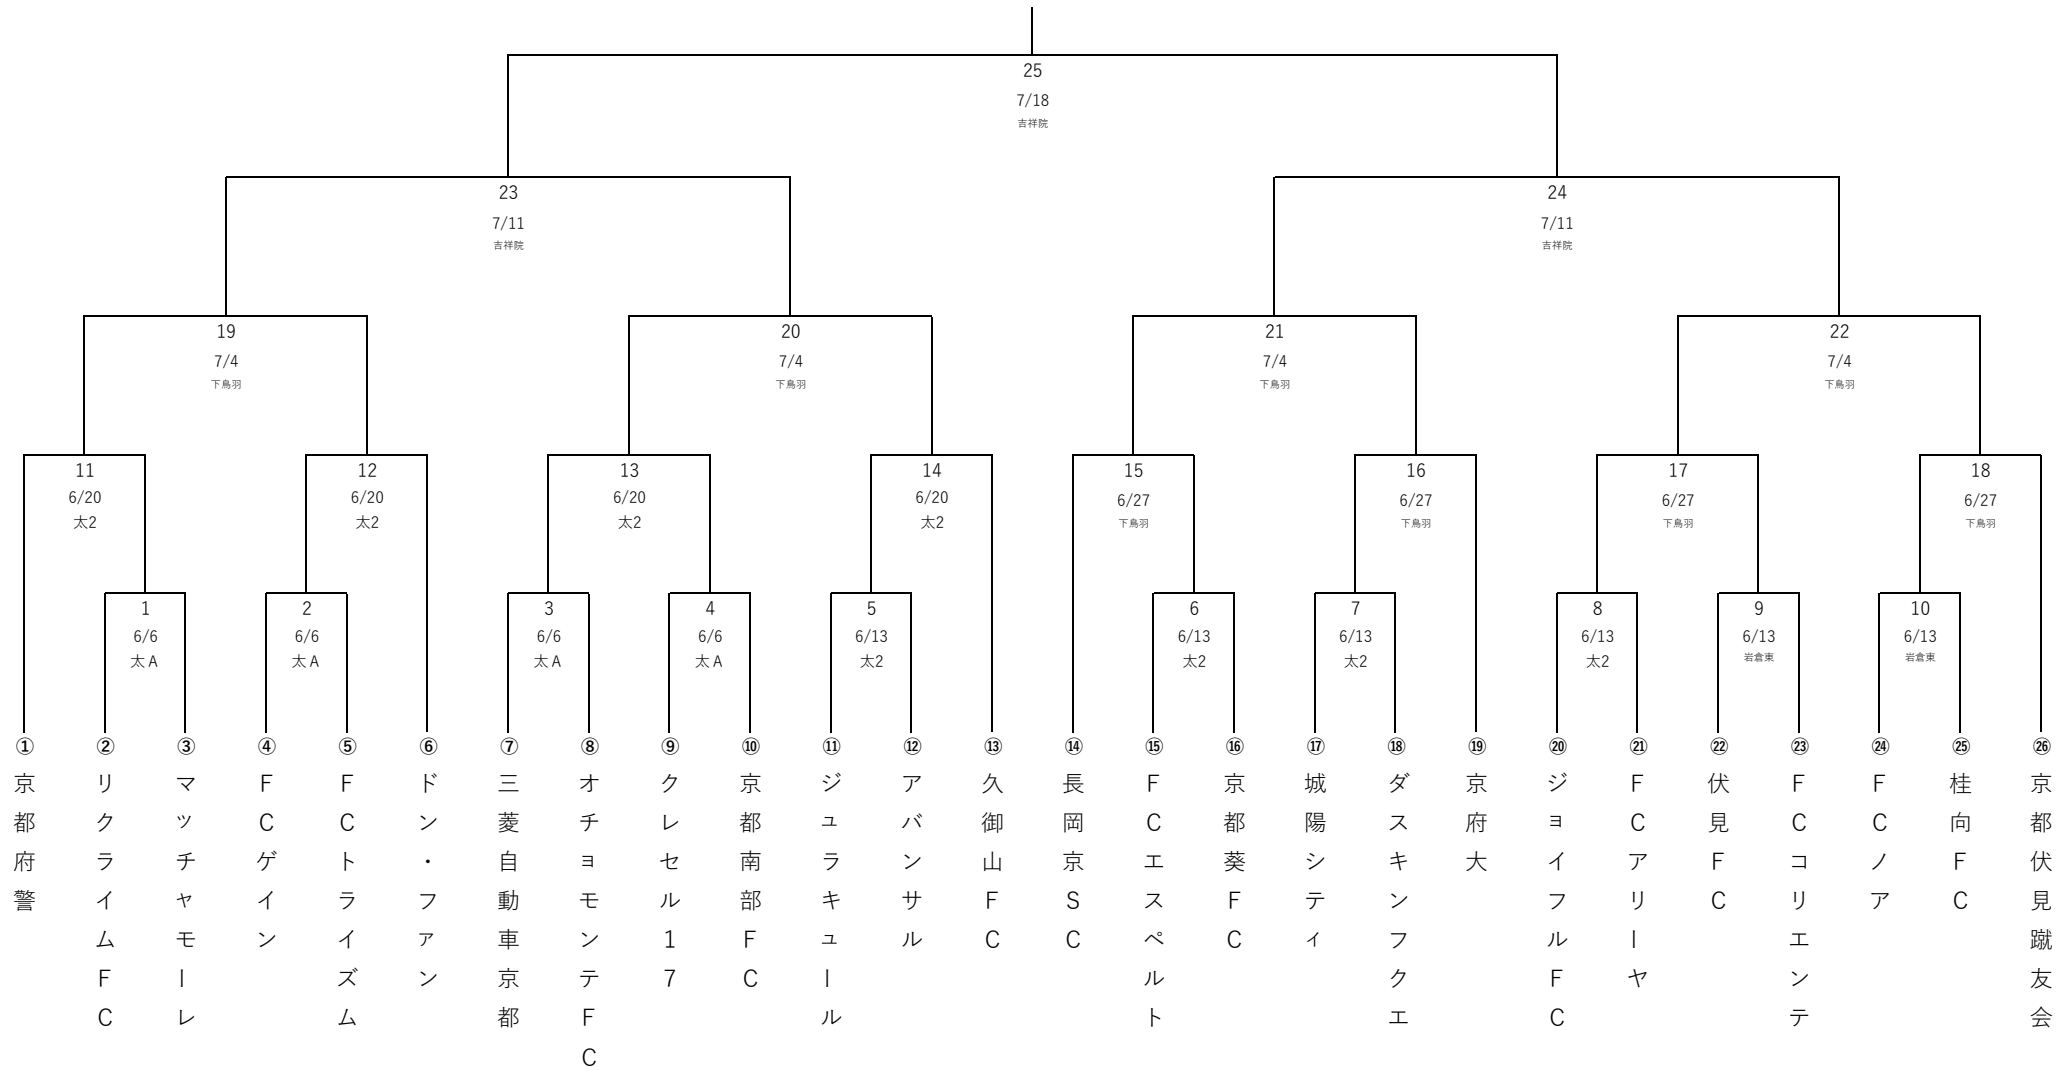 25
7/18
吉祥院
23
7/11
吉祥院
24
7/11
吉祥院
19
7/4
下鳥羽
20
7/4
下鳥羽
21
7/4
下鳥羽
22
7/4
下鳥羽
11
6/20
太2
12
6/20
太2
13
6/20
太2
14
6/20
太2
15
6/27
下鳥羽
16
6/27
下鳥羽
17
6/27
下鳥羽
18
6/27
下鳥羽
1
6/6
太A
2
6/6
太A
3
6/6
太A
4
6/6
太A
5
6/13
太2
6
6/13
太2
7
6/13
太2
8
6/13
太2
9
6/13
岩倉東
10
6/13
岩倉東
①京都府警
②リクライムFC
③マッチャモーレ
④FCゲイン
⑤FCトライズム
⑥ドン・ファン
⑦三菱自動車京都
⑧オチョモンテFC
⑨クレセル17
⑩京都南部FC
⑪ジュラキュール
⑫アバンサル
⑬久御山FC
⑭長岡京SC
⑮FCエスペルト
⑯京都葵FC
⑰城陽シティ
⑱ダスキンフクエ
⑲京府大
⑳ジョイフルFC
㉑FCアリーヤ
㉒伏見FC
㉓FCコリエンテ
㉔FCノア
㉕桂向FC
㉖京都伏見蹴友会